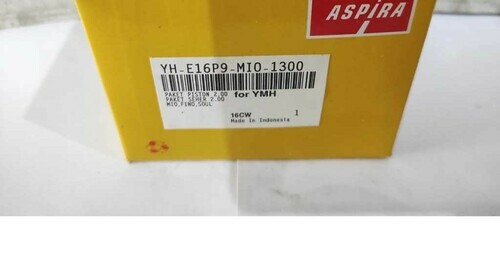 ASPIRA
YH-E16P9-MIO-1300
PAKET PISTON 2,00 for YMH
PAKET SEHER 2.00
MIO,FINO,SOUL
16CW 1
Made In Indonesia